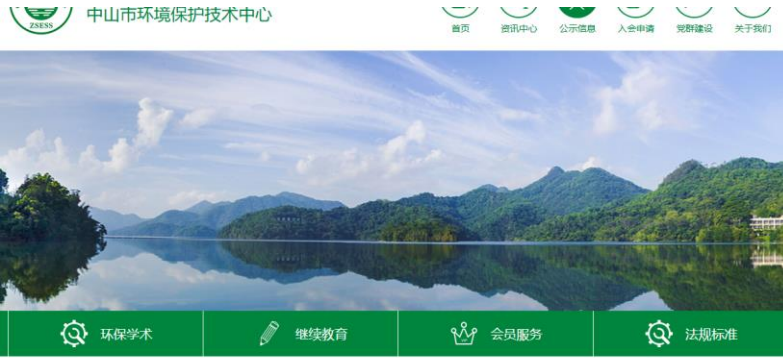 ZSESS
中山市环境保护技术中心
首页 资讯中心 公示信息 入会申请 党群建设 关于我们
环保学术 继续教育 会员服务 法规标准